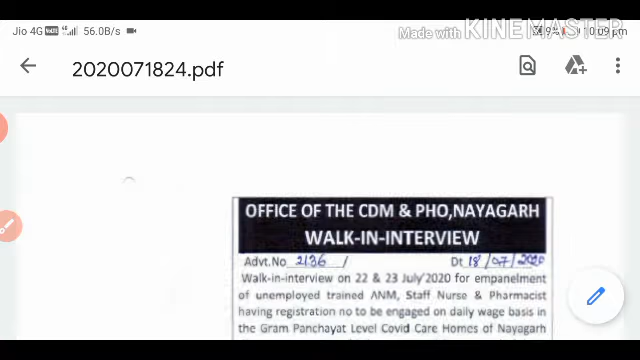 Jio 4G VoLTE 4G 56.0B/s 9% 10:09 pm
Made with KINEMASTER
2020071824.pdf
OFFICE OF THE CDM & PHO,NAYAGARH
WALK-IN-INTERVIEW
Advt.No 2136 / Dt 18/07/2020
Walk-in-interview on 22 & 23 July'2020 for empanelment
of unemployed trained ANM, Staff Nurse & Pharmacist
having registration no to be engaged on daily wage basis in
the Gram Panchayat Level Covid Care Homes of Nayagarh